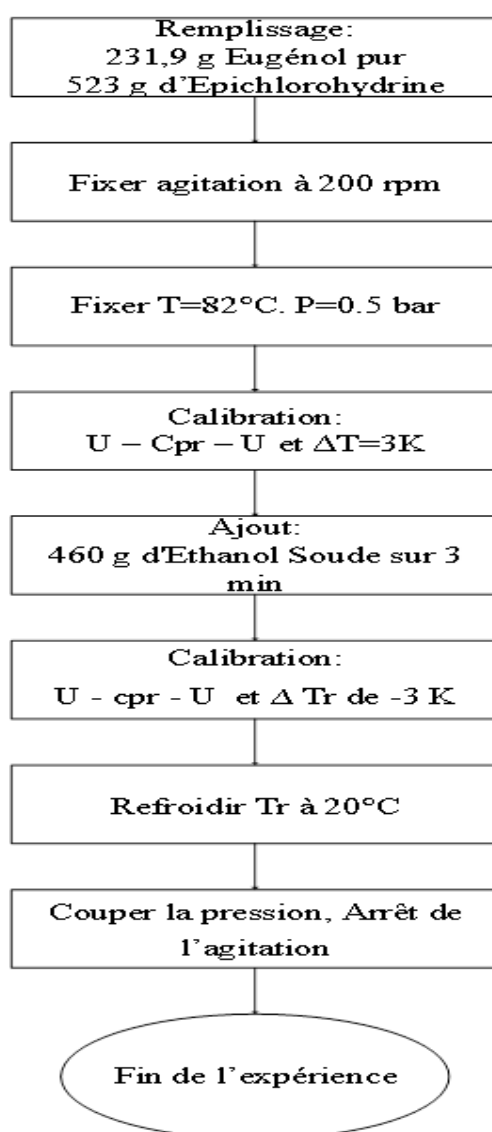 Remplissage:
231,9 g Eugénol pur
523 g d'Epichlorohydrine
Fixer agitation à 200 rpm
Fixer T=82°C. P=0.5 bar
Calibration:
U – Cpr – U et ΔT=3K
Ajout:
460 g d'Ethanol Soude sur 3
min
Calibration:
U - cpr - U et Δ Tr de -3 K
Refroidir Tr à 20°C
Couper la pression, Arrêt de
l'agitation
Fin de l'expérience